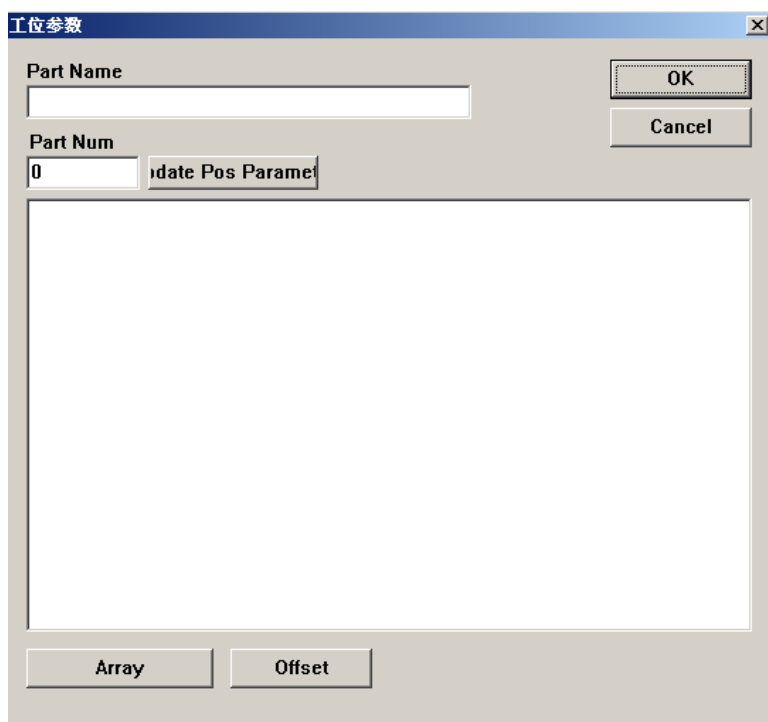 工位参数
Part Name
OK
Cancel
Part Num
0
date Pos Paramet
Array
Offset